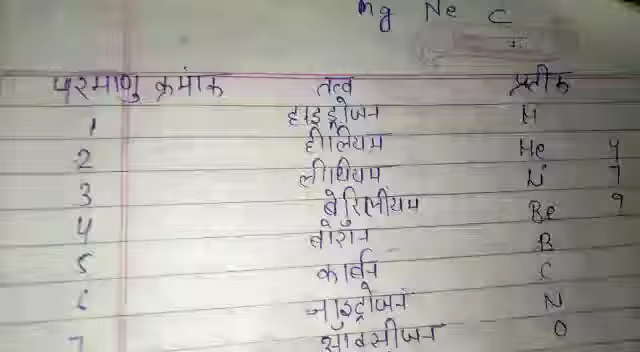 mg Ne C
परमाणु क्रमांक तत्व प्रतीक
1 हाइड्रोजन H
2 हीलियम He 4
3 लीथियम Li 7
4 बेरिलीयम Be 9
5 बोरान B
6 कार्बन C
7 नाइट्रोजन N
आक्सीजन O